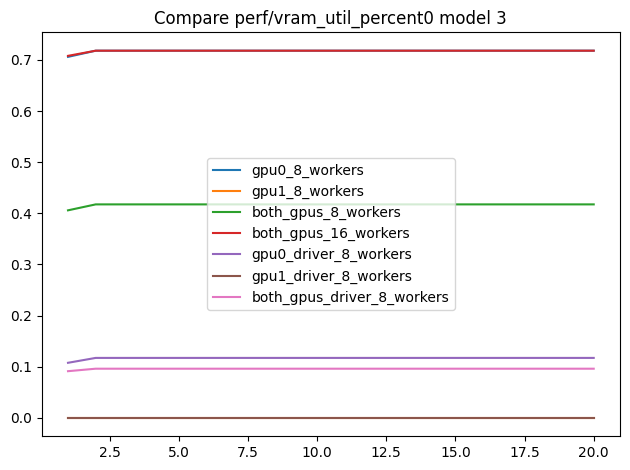 Compare perf/vram_util_percent0 model 3
0.7
0.6
0.5
0.4
0.3
0.2
0.1
0.0
gpu0_8_workers
gpu1_8_workers
both_gpus_8_workers
both_gpus_16_workers
gpu0_driver_8_workers
gpu1_driver_8_workers
both_gpus_driver_8_workers
2.5 5.0 7.5 10.0 12.5 15.0 17.5 20.0